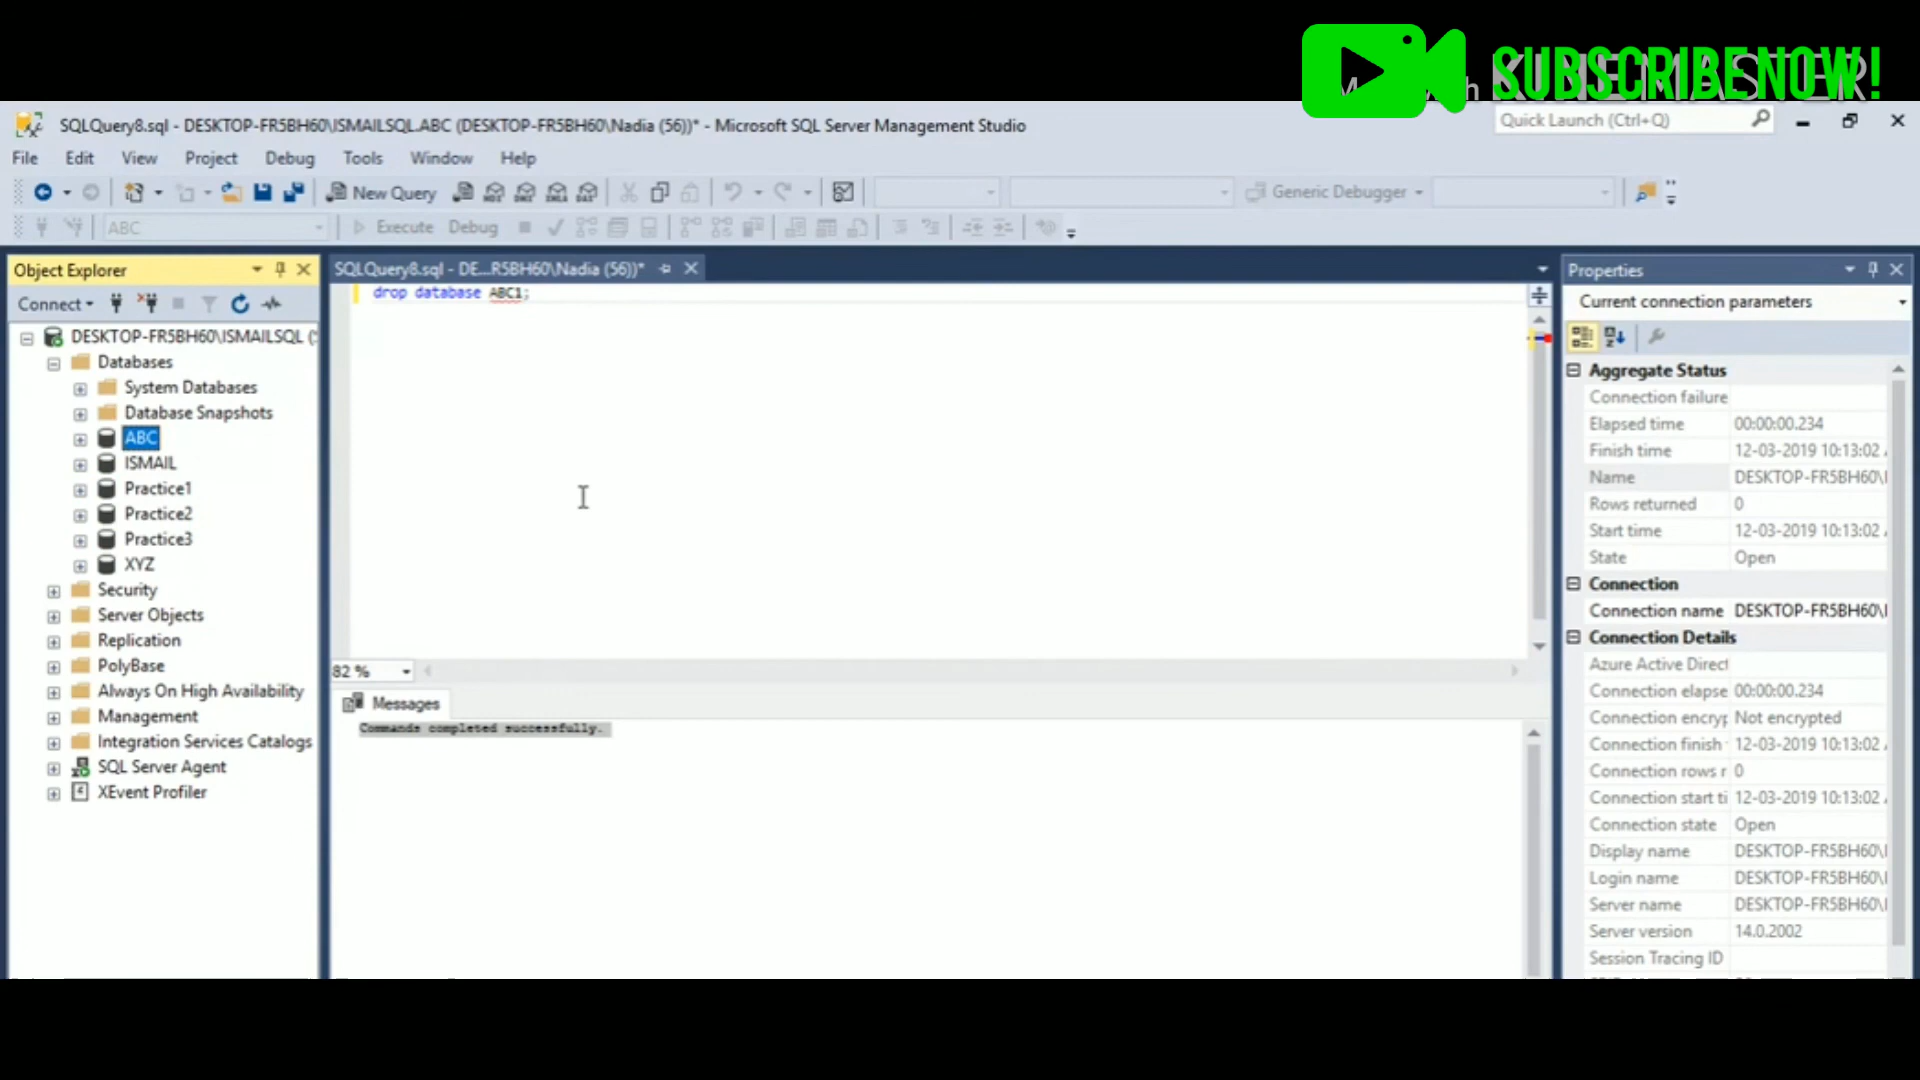 SUBSCRIBE NOW!
KINEMASTER
SQLQuery8.sql - DESKTOP-FR5BH60\ISMAILSQL.ABC (DESKTOP-FR5BH60\Nadia (56))* - Microsoft SQL Server Management Studio
Quick Launch (Ctrl+Q)
File Edit View Project Debug Tools Window Help
New Query
Generic Debugger
ABC
Execute Debug
Object Explorer
Connect
DESKTOP-FR5BH60\ISMAILSQL (
Databases
System Databases
Database Snapshots
ABC
ISMAIL
Practice1
Practice2
Practice3
XYZ
Security
Server Objects
Replication
PolyBase
Always On High Availability
Management
Integration Services Catalogs
SQL Server Agent
XEvent Profiler
SQLQuery8.sql - DE...R5BH60\Nadia (56))*
drop database ABC1;
82 %
Messages
Commands completed successfully.
Properties
Current connection parameters
Aggregate Status
Connection failure
Elapsed time 00:00:00.234
Finish time 12-03-2019 10:13:02
Name DESKTOP-FR5BH60\
Rows returned 0
Start time 12-03-2019 10:13:02
State Open
Connection
Connection name DESKTOP-FR5BH60\
Connection Details
Azure Active Direct
Connection elapse 00:00:00.234
Connection encryp Not encrypted
Connection finish 12-03-2019 10:13:02
Connection rows r 0
Connection start ti 12-03-2019 10:13:02
Connection state Open
Display name DESKTOP-FR5BH60\
Login name DESKTOP-FR5BH60\
Server name DESKTOP-FR5BH60\
Server version 14.0.2002
Session Tracing ID